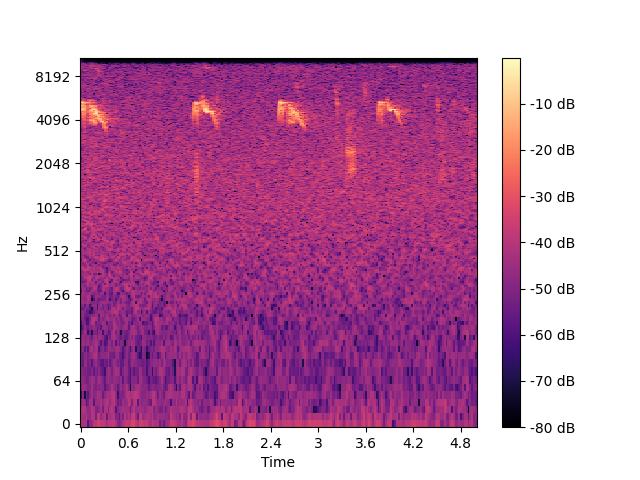 8192
4096
2048
1024
512
256
128
64
0
Hz
0 0.6 1.2 1.8 2.4 3 3.6 4.2 4.8
Time
-10 dB
-20 dB
-30 dB
-40 dB
-50 dB
-60 dB
-70 dB
-80 dB